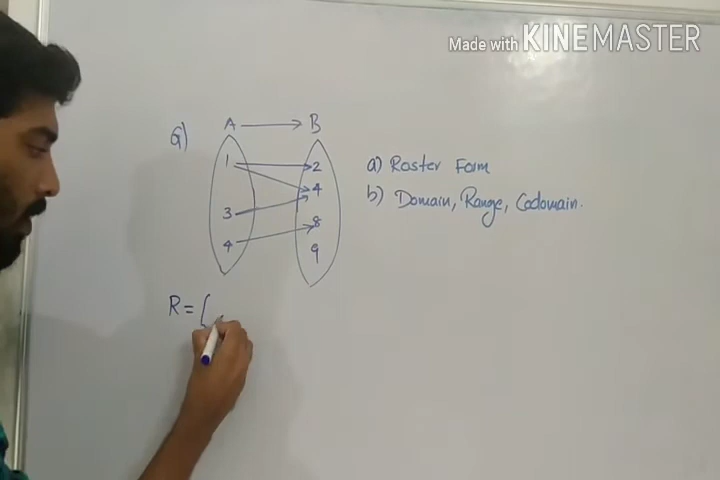 Made with KINEMASTER
Q) A → B
1 2
4
3
8
4
9
a) Roster Form
b) Domain, Range, Codomain.
R = {